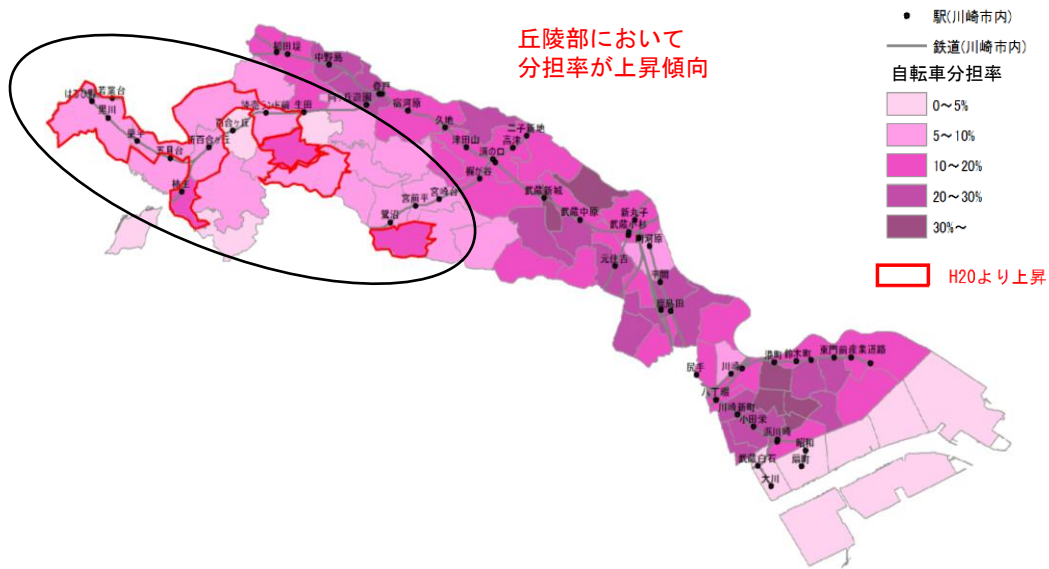 丘陵部において
分担率が上昇傾向
駅(川崎市内)
鉄道(川崎市内)
自転車分担率
0～5%
5～10%
10～20%
20～30%
30%～
H20より上昇
稲田堤
中野島
登戸
向ヶ丘遊園
宿河原
久地
二子新地
高津
津田山
溝の口
梶が谷
はるひ野
若葉台
黒川
栗平
五月台
柿生
新百合ヶ丘
百合ヶ丘
読売ランド前
生田
宮崎台
宮前平
鷺沼
武蔵新城
武蔵中原
新丸子
武蔵小杉
向河原
元住吉
平間
鹿島田
尻手
川崎
港町
鈴木町
東門前
産業道路
八丁畷
川崎新町
小田栄
浜川崎
昭和
武蔵白石
扇町
大川